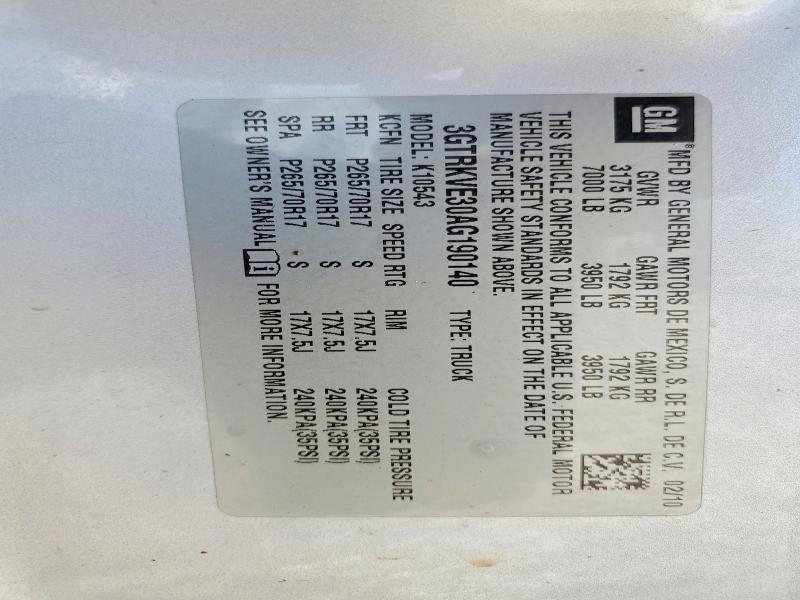 GM ® MFD BY GENERAL MOTORS DE MEXICO, S. DE R.L. DE C.V. 02/10
GVWR GAWR FRT GAWR RR
3175 KG 1792 KG 1792 KG
7000 LB 3950 LB 3950 LB
THIS VEHICLE CONFORMS TO ALL APPLICABLE U.S. FEDERAL MOTOR
VEHICLE SAFETY STANDARDS IN EFFECT ON THE DATE OF
MANUFACTURE SHOWN ABOVE.
3GTRKVE30AG190140 TYPE: TRUCK
MODEL: K10543
KCFN TIRE SIZE SPEED RTG RIM COLD TIRE PRESSURE
FRT P265/70R17 S 17X7.5J 240KPA(35PSI)
RR P265/70R17 S 17X7.5J 240KPA(35PSI)
SPA P265/70R17 S 17X7.5J 240KPA(35PSI)
SEE OWNER'S MANUAL FOR MORE INFORMATION.